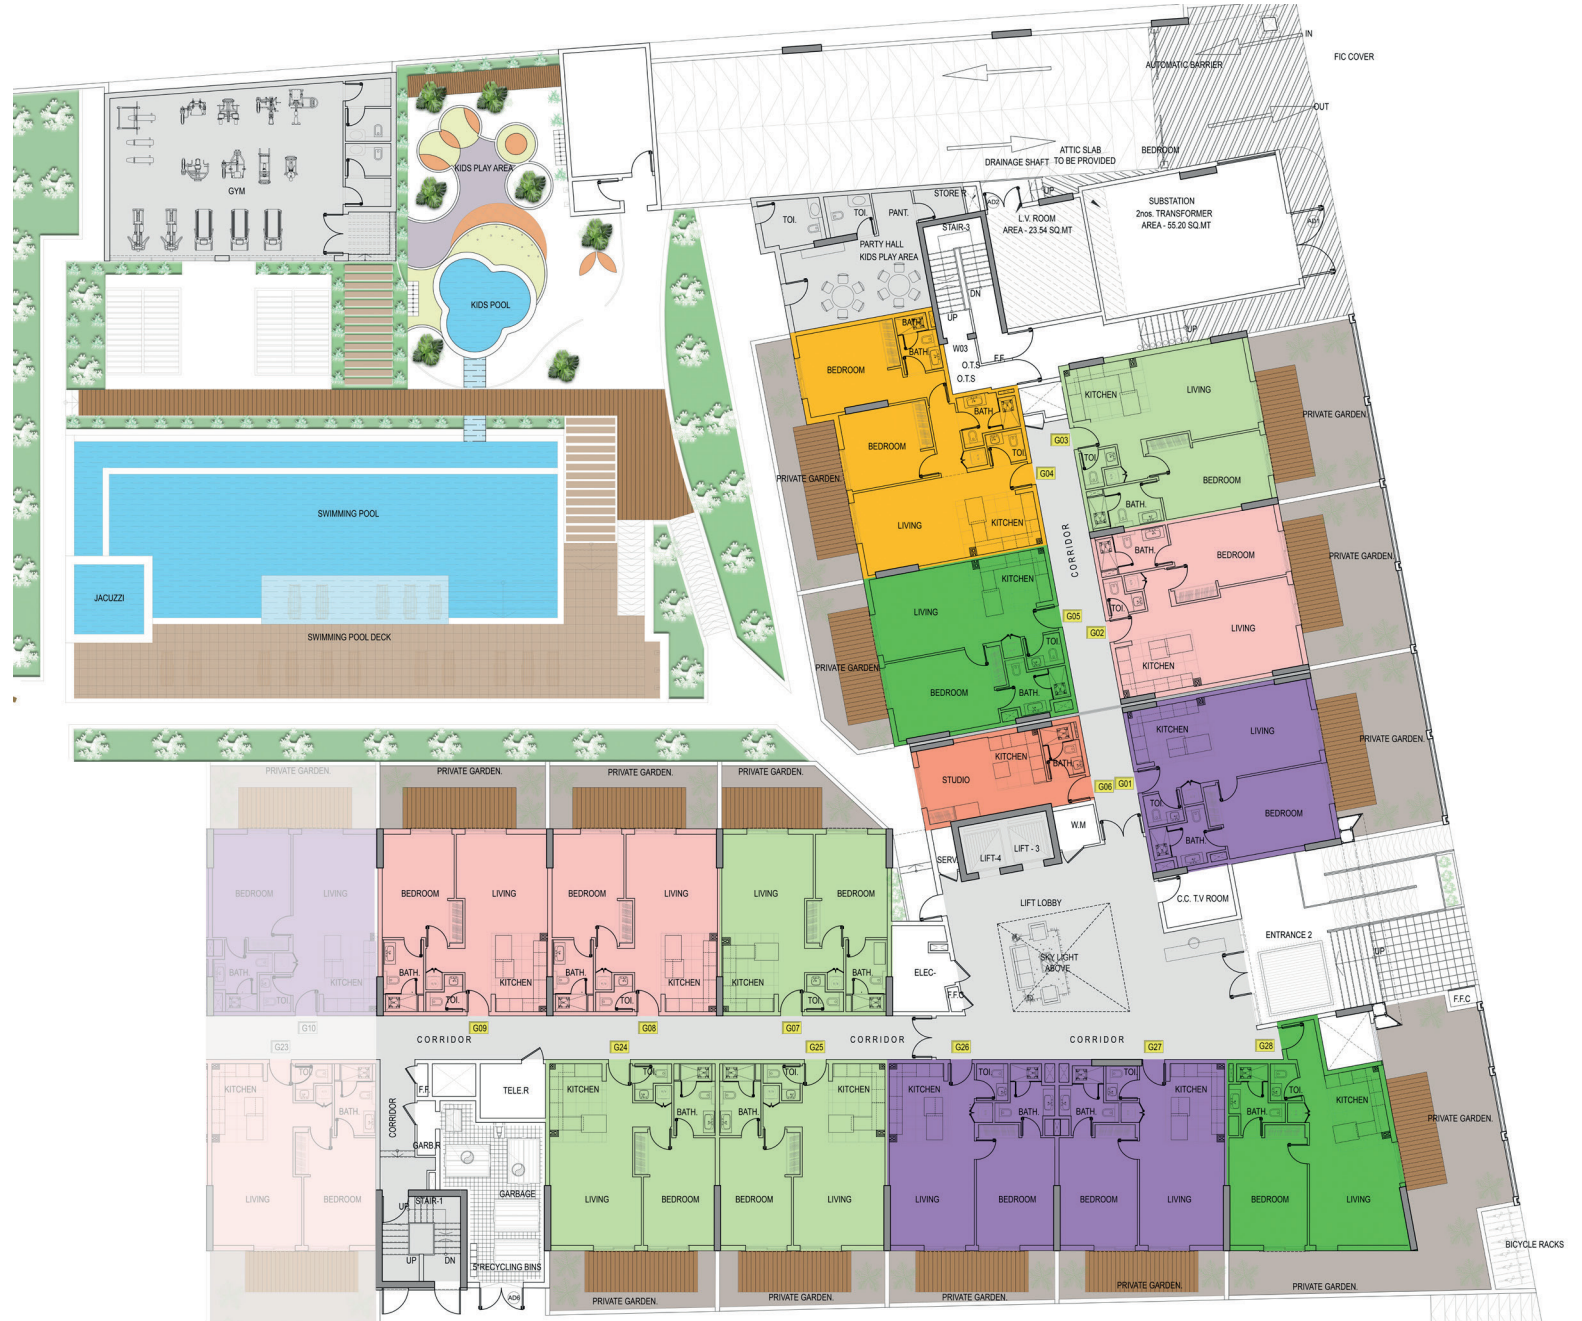 IN
FIC COVER
AUTOMATIC BARRIER
OUT
ATTIC SLAB
TO BE PROVIDED
BEDROOM
DRAINAGE SHAFT
KIDS PLAY AREA
GYM
STORE R
UP
AD2
L.V. ROOM
AREA - 23.54 SQ.MT
SUBSTATION
2nos. TRANSFORMER
AREA - 55.20 SQ.MT
AD1
TOI.
TOI.
PANT.
STAIR-3
PARTY HALL
KIDS PLAY AREA
DN
UP
KIDS POOL
UP
BATH.
BATH.
W03
F.F.
O.T.S
O.T.S
BEDROOM
KITCHEN
LIVING
PRIVATE GARDEN.
BATH.
G03
BEDROOM
TOI.
TOI.
G04
BEDROOM
PRIVATE GARDEN.
BATH.
SWIMMING POOL
LIVING
KITCHEN
CORRIDOR
BATH.
BEDROOM
PRIVATE GARDEN.
KITCHEN
JACUZZI
LIVING
TOI.
G05
G02
LIVING
SWIMMING POOL DECK
TOI.
KITCHEN
PRIVATE GARDEN.
BEDROOM
BATH.
KITCHEN
LIVING
PRIVATE GARDEN.
KITCHEN
BATH.
STUDIO
G06
G01
TOI.
BEDROOM
W.M
BATH.
PRIVATE GARDEN.
PRIVATE GARDEN.
PRIVATE GARDEN.
PRIVATE GARDEN.
SERV.
LIFT-4
LIFT - 3
BEDROOM
LIVING
BEDROOM
LIVING
BEDROOM
LIVING
LIVING
BEDROOM
LIFT LOBBY
C.C. T.V ROOM
ENTRANCE 2
UP
SKY LIGHT
ABOVE
ELEC-
BATH.
KITCHEN
BATH.
KITCHEN
BATH.
KITCHEN
KITCHEN
BATH.
TOI.
TOI.
TOI.
TOI.
F.F.C
F.F.C
G10
G09
G08
G07
CORRIDOR
CORRIDOR
CORRIDOR
G23
G24
G25
G26
G27
G28
KITCHEN
TOI.
BATH.
F.F.
TELE.R
KITCHEN
TOI.
BATH.
TOI.
BATH.
KITCHEN
KITCHEN
TOI.
BATH.
TOI.
BATH.
KITCHEN
TOI.
BATH.
KITCHEN
PRIVATE GARDEN.
CORRIDOR
GARB.R
GARBAGE
LIVING
BEDROOM
STAIR-1
UP
LIVING
BEDROOM
BEDROOM
LIVING
LIVING
BEDROOM
BEDROOM
LIVING
BEDROOM
LIVING
BICYCLE RACKS
UP
DN
5*RECYCLING BINS
AD6
PRIVATE GARDEN.
PRIVATE GARDEN.
PRIVATE GARDEN.
PRIVATE GARDEN.